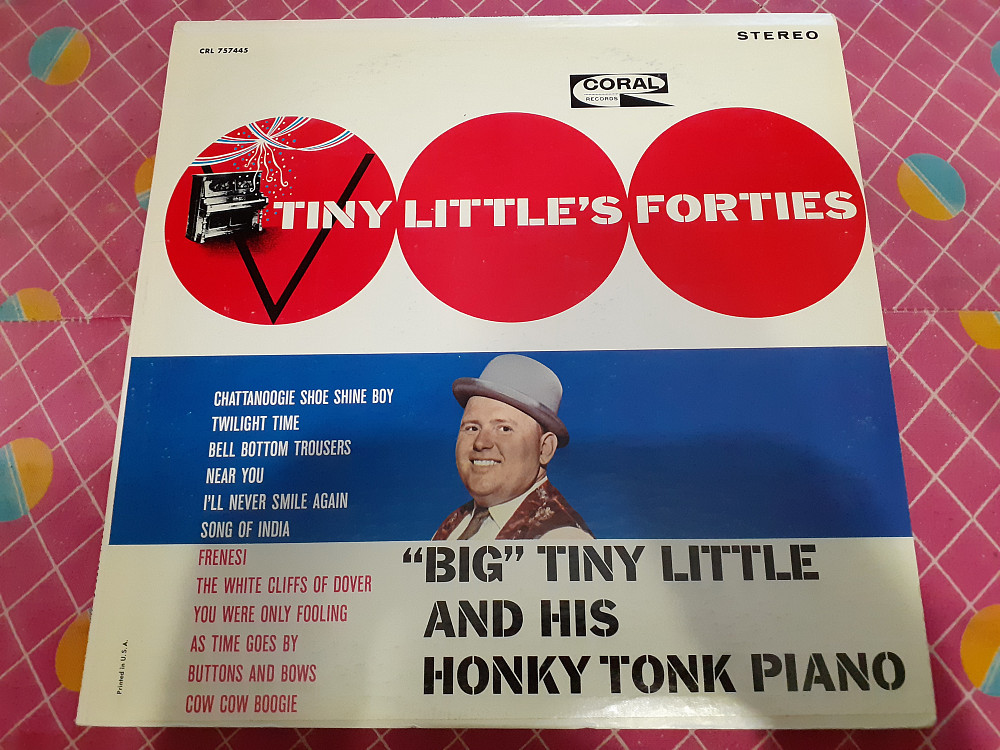 CRL 757445
STEREO
CORAL
RECORDS
TINY LITTLE'S FORTIES
CHATTANOOGIE SHOE SHINE BOY
TWILIGHT TIME
BELL BOTTOM TROUSERS
NEAR YOU
I'LL NEVER SMILE AGAIN
SONG OF INDIA
FRENESI
THE WHITE CLIFFS OF DOVER
YOU WERE ONLY FOOLING
AS TIME GOES BY
BUTTONS AND BOWS
COW COW BOOGIE
“BIG” TINY LITTLE
AND HIS
HONKY TONK PIANO
Printed in U.S.A.